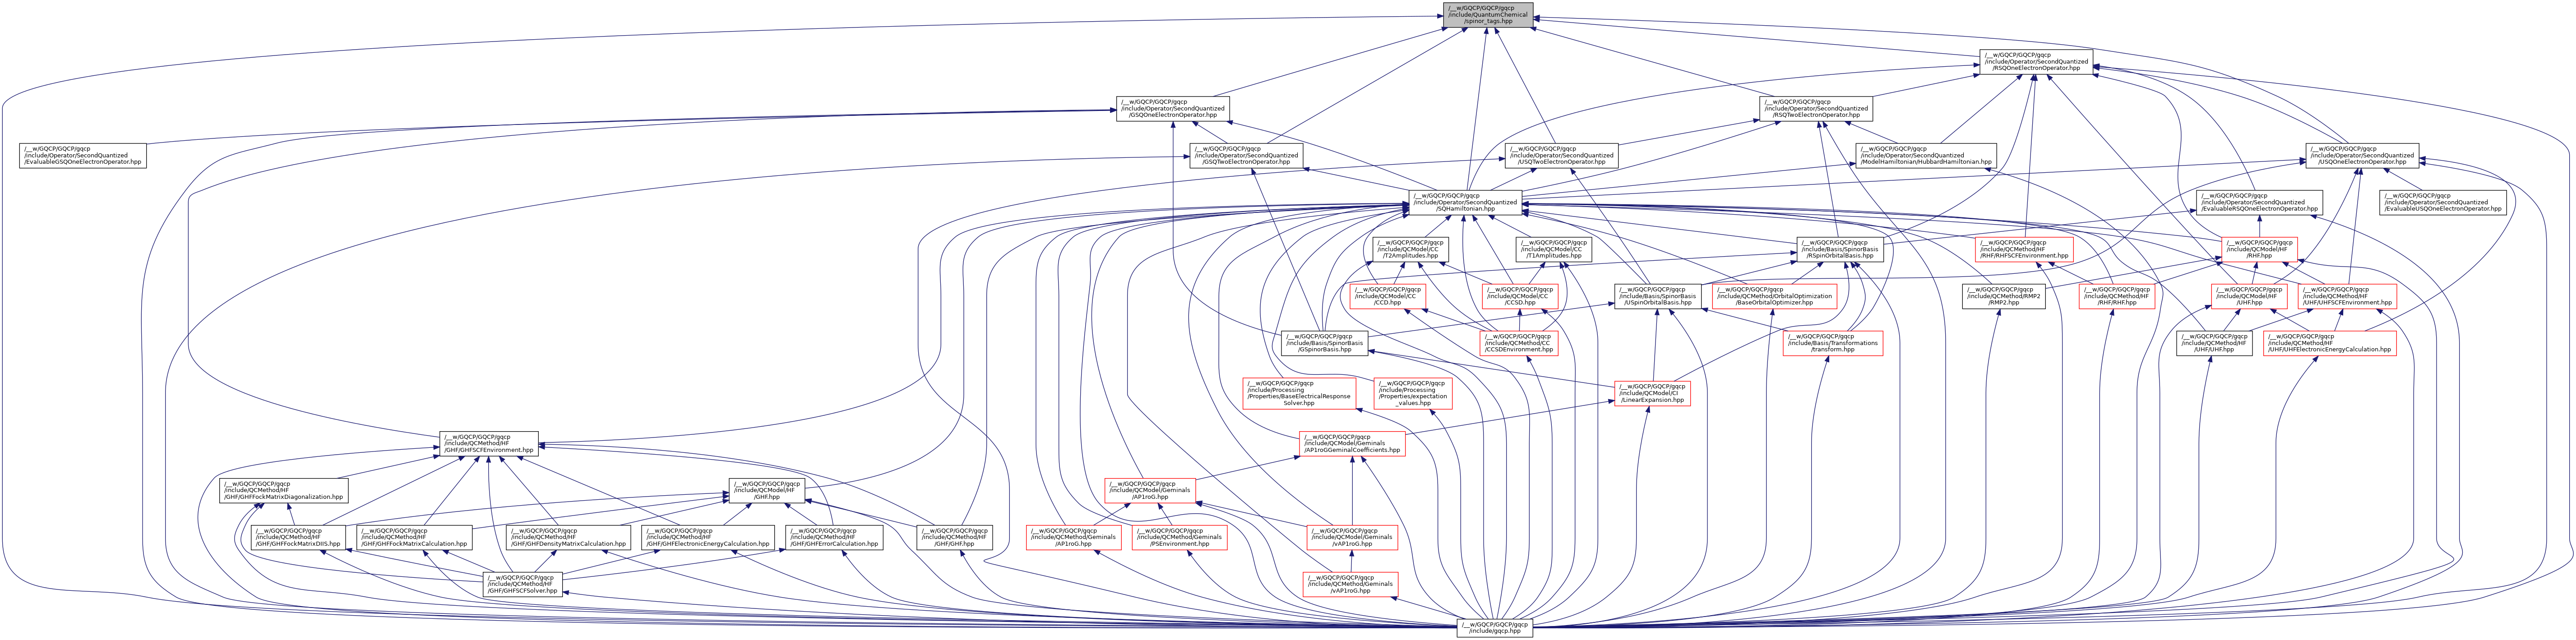 /__w/GQCP/GQCP/gqcp
/include/QuantumChemical
/spinor_tags.hpp
/__w/GQCP/GQCP/gqcp
/include/Operator/SecondQuantized
/RSQOneElectronOperator.hpp
/__w/GQCP/GQCP/gqcp
/include/Operator/SecondQuantized
/GSQOneElectronOperator.hpp
/__w/GQCP/GQCP/gqcp
/include/Operator/SecondQuantized
/RSQTwoElectronOperator.hpp
/__w/GQCP/GQCP/gqcp
/include/Operator/SecondQuantized
/EvaluableGSQOneElectronOperator.hpp
/__w/GQCP/GQCP/gqcp
/include/Operator/SecondQuantized
/GSQTwoElectronOperator.hpp
/__w/GQCP/GQCP/gqcp
/include/Operator/SecondQuantized
/USQTwoElectronOperator.hpp
/__w/GQCP/GQCP/gqcp
/include/Operator/SecondQuantized
/ModelHamiltonian/HubbardHamiltonian.hpp
/__w/GQCP/GQCP/gqcp
/include/Operator/SecondQuantized
/USQOneElectronOperator.hpp
/__w/GQCP/GQCP/gqcp
/include/Operator/SecondQuantized
/SQHamiltonian.hpp
/__w/GQCP/GQCP/gqcp
/include/Operator/SecondQuantized
/EvaluableRSQOneElectronOperator.hpp
/__w/GQCP/GQCP/gqcp
/include/Operator/SecondQuantized
/EvaluableUSQOneElectronOperator.hpp
/__w/GQCP/GQCP/gqcp
/include/QCModel/CC
/T2Amplitudes.hpp
/__w/GQCP/GQCP/gqcp
/include/QCModel/CC
/T1Amplitudes.hpp
/__w/GQCP/GQCP/gqcp
/include/Basis/SpinorBasis
/RSpinOrbitalBasis.hpp
/__w/GQCP/GQCP/gqcp
/include/QCMethod/HF
/RHF/RHFSCFEnvironment.hpp
/__w/GQCP/GQCP/gqcp
/include/QCModel/HF
/RHF.hpp
/__w/GQCP/GQCP/gqcp
/include/QCModel/CC
/CCD.hpp
/__w/GQCP/GQCP/gqcp
/include/QCModel/CC
/CCSD.hpp
/__w/GQCP/GQCP/gqcp
/include/Basis/SpinorBasis
/USpinOrbitalBasis.hpp
/__w/GQCP/GQCP/gqcp
/include/QCMethod/OrbitalOptimization
/BaseOrbitalOptimizer.hpp
/__w/GQCP/GQCP/gqcp
/include/QCMethod/RMP2
/RMP2.hpp
/__w/GQCP/GQCP/gqcp
/include/QCMethod/HF
/RHF/RHF.hpp
/__w/GQCP/GQCP/gqcp
/include/QCModel/HF
/UHF.hpp
/__w/GQCP/GQCP/gqcp
/include/QCMethod/HF
/UHF/UHFSCFEnvironment.hpp
/__w/GQCP/GQCP/gqcp
/include/Basis/SpinorBasis
/GSpinorBasis.hpp
/__w/GQCP/GQCP/gqcp
/include/QCMethod/CC
/CCSDEnvironment.hpp
/__w/GQCP/GQCP/gqcp
/include/Basis/Transformations
/transform.hpp
/__w/GQCP/GQCP/gqcp
/include/QCMethod/HF
/UHF/UHF.hpp
/__w/GQCP/GQCP/gqcp
/include/QCMethod/HF
/UHF/UHFElectronicEnergyCalculation.hpp
/__w/GQCP/GQCP/gqcp
/include/Processing
/Properties/BaseElectricalResponse
Solver.hpp
/__w/GQCP/GQCP/gqcp
/include/Processing
/Properties/expectation
_values.hpp
/__w/GQCP/GQCP/gqcp
/include/QCModel/CI
/LinearExpansion.hpp
/__w/GQCP/GQCP/gqcp
/include/QCMethod/HF
/GHF/GHFSCFEnvironment.hpp
/__w/GQCP/GQCP/gqcp
/include/QCModel/Geminals
/AP1roGGeminalCoefficients.hpp
/__w/GQCP/GQCP/gqcp
/include/QCMethod/HF
/GHF/GHFFockMatrixDiagonalization.hpp
/__w/GQCP/GQCP/gqcp
/include/QCModel/HF
/GHF.hpp
/__w/GQCP/GQCP/gqcp
/include/QCModel/Geminals
/AP1roG.hpp
/__w/GQCP/GQCP/gqcp
/include/QCMethod/HF
/GHF/GHFFockMatrixDIIS.hpp
/__w/GQCP/GQCP/gqcp
/include/QCMethod/HF
/GHF/GHFFockMatrixCalculation.hpp
/__w/GQCP/GQCP/gqcp
/include/QCMethod/HF
/GHF/GHFDensityMatrixCalculation.hpp
/__w/GQCP/GQCP/gqcp
/include/QCMethod/HF
/GHF/GHFElectronicEnergyCalculation.hpp
/__w/GQCP/GQCP/gqcp
/include/QCMethod/HF
/GHF/GHFErrorCalculation.hpp
/__w/GQCP/GQCP/gqcp
/include/QCMethod/HF
/GHF/GHF.hpp
/__w/GQCP/GQCP/gqcp
/include/QCMethod/Geminals
/AP1roG.hpp
/__w/GQCP/GQCP/gqcp
/include/QCMethod/Geminals
/PSEnvironment.hpp
/__w/GQCP/GQCP/gqcp
/include/QCModel/Geminals
/vAP1roG.hpp
/__w/GQCP/GQCP/gqcp
/include/QCMethod/HF
/GHF/GHFSCFSolver.hpp
/__w/GQCP/GQCP/gqcp
/include/QCMethod/Geminals
/vAP1roG.hpp
/__w/GQCP/GQCP/gqcp
/include/gqcp.hpp